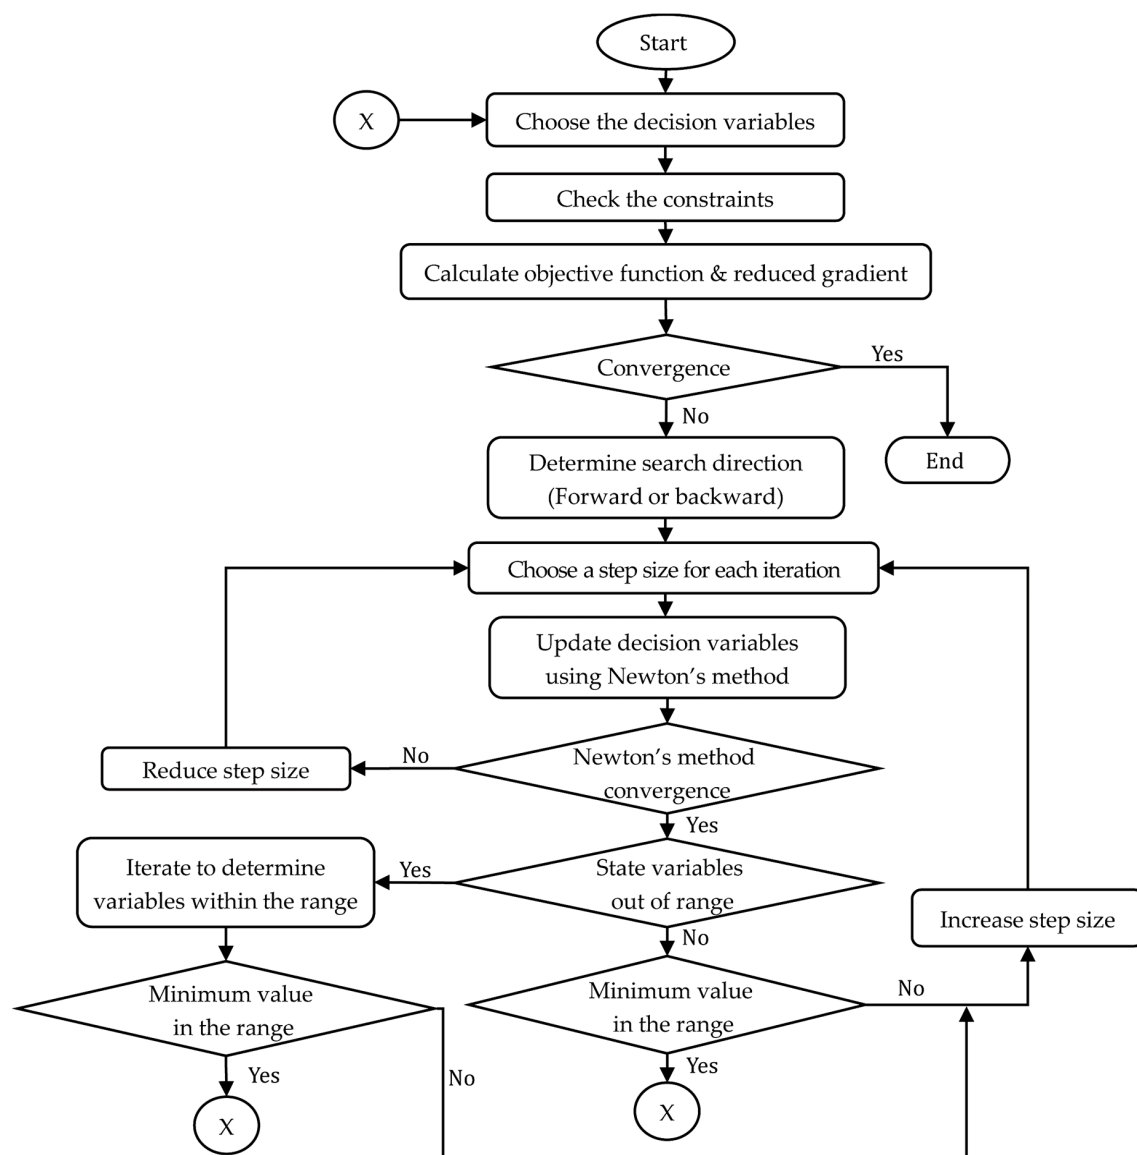 Start
X
Choose the decision variables
Check the constraints
Calculate objective function & reduced gradient
Convergence
Yes
No
End
Determine search direction
(Forward or backward)
Choose a step size for each iteration
Update decision variables
using Newton's method
Newton's method
convergence
No
Reduce step size
Yes
Iterate to determine
variables within the range
Yes
State variables
out of range
Increase step size
No
Minimum value
in the range
Minimum value
in the range
No
Yes
No
Yes
X
X